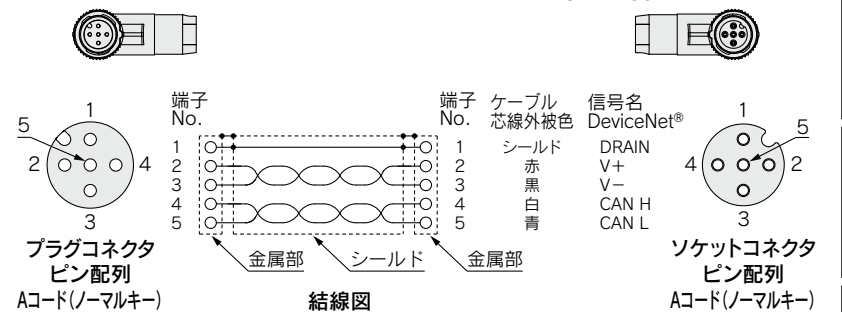 1
5
2
4
3
プラグコネクタ
ピン配列
Aコード(ノーマルキー)
端子
No.
1
2
3
4
5
金属部
シールド
金属部
結線図
端子 ケーブル 信号名
No. 芯線外被色 DeviceNet®
1 シールド DRAIN
2 赤 V+
3 黒 V−
4 白 CAN H
5 青 CAN L
1
5
4
2
3
ソケットコネクタ
ピン配列
Aコード(ノーマルキー)